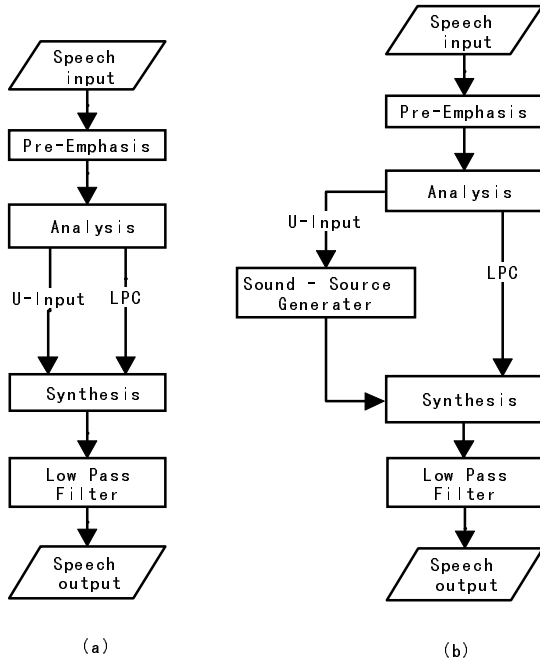 Speech
input
Pre-Emphasis
Analysis
U-Input
LPC
Synthesis
Low Pass
Filter
Speech
output
(a)
Speech
input
Pre-Emphasis
Analysis
U-Input
LPC
Sound - Source
Generater
Synthesis
Low Pass
Filter
Speech
output
(b)